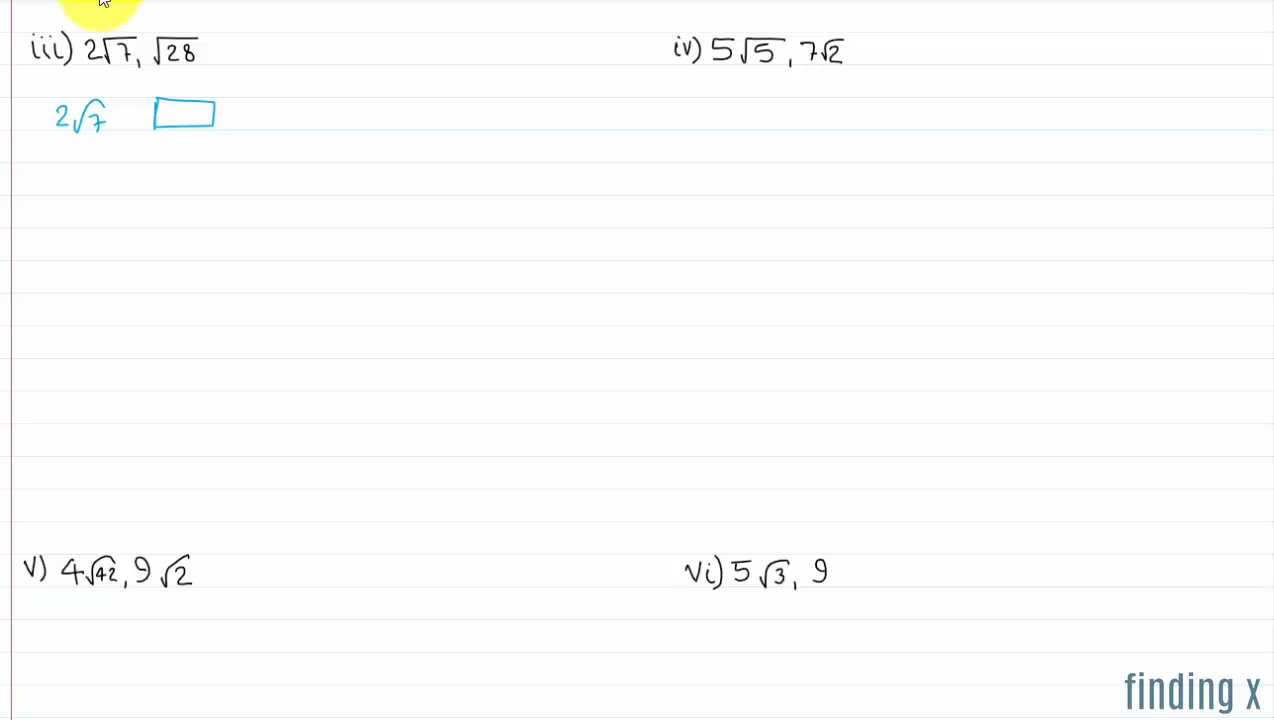 iii) 2√7, √28
iv) 5√5, 7√2
2√7
v) 4√42, 9√2
vi) 5√3, 9
finding x